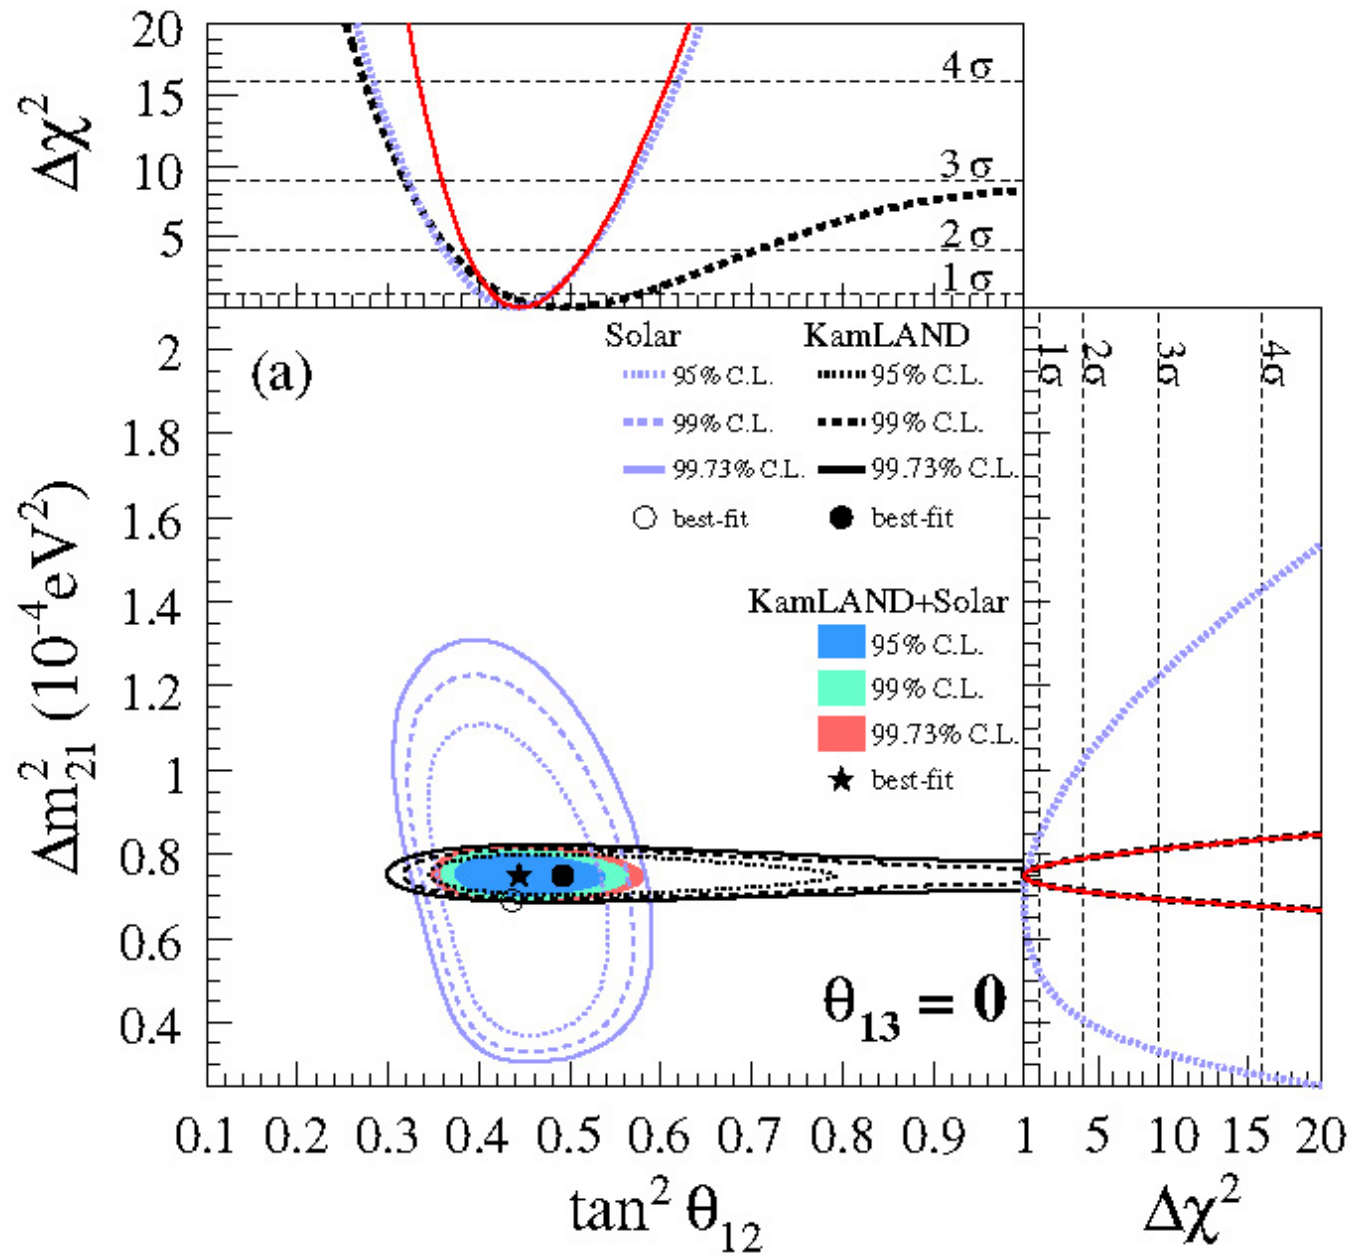 20
15
10
5
Δχ²
4σ
3σ
2σ
1σ
(a)
Solar
95% C.L.
99% C.L.
99.73% C.L.
best-fit
KamLAND
95% C.L.
99% C.L.
99.73% C.L.
best-fit
KamLAND+Solar
95% C.L.
99% C.L.
99.73% C.L.
best-fit
θ₁₃ = 0
1σ
2σ
3σ
4σ
2
1.8
1.6
1.4
1.2
1
0.8
0.6
0.4
Δm²₂₁ (10⁻⁴eV²)
0.1 0.2 0.3 0.4 0.5 0.6 0.7 0.8 0.9 1 5 10 15 20
tan² θ₁₂
Δχ²